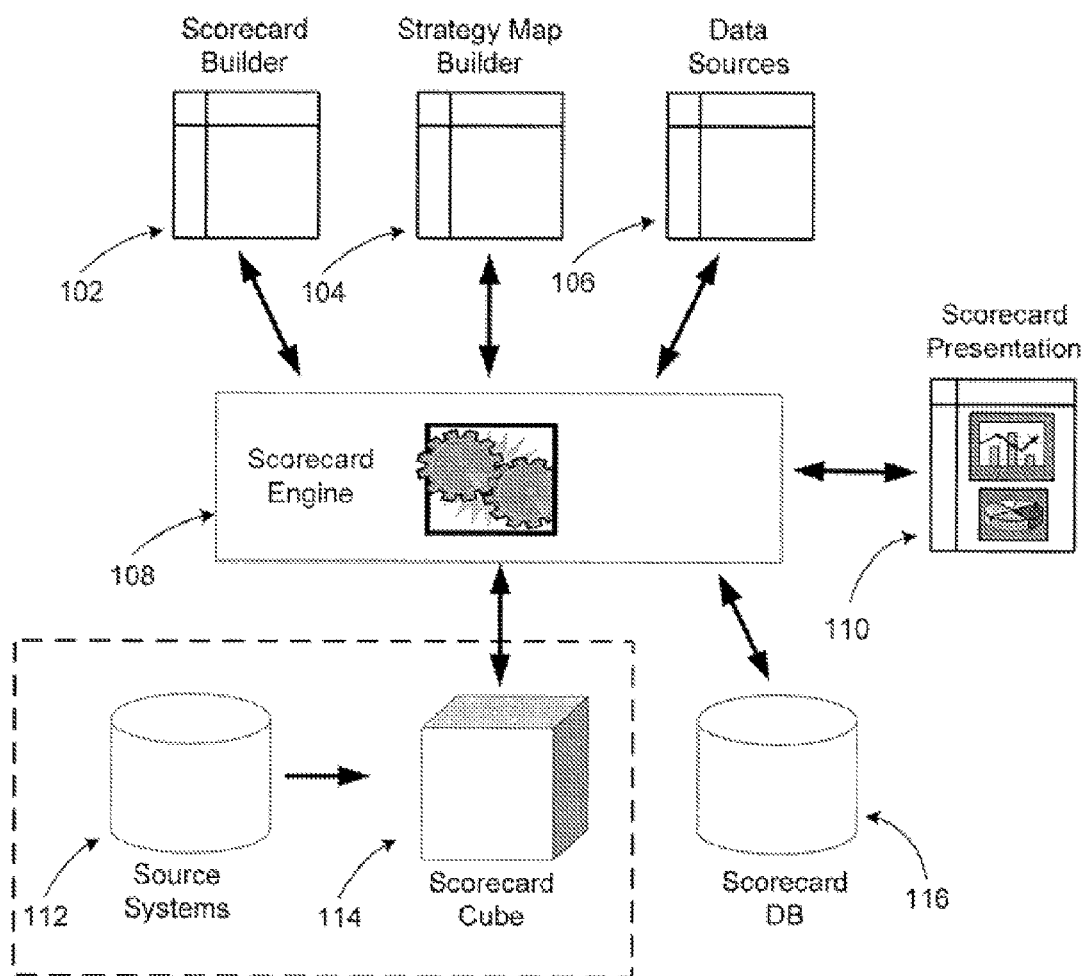 Scorecard
Builder
Strategy Map
Builder
Data
Sources
102
104
106
Scorecard
Presentation
Scorecard
Engine
108
110
Source
Systems
Scorecard
Cube
Scorecard
DB
112
114
116